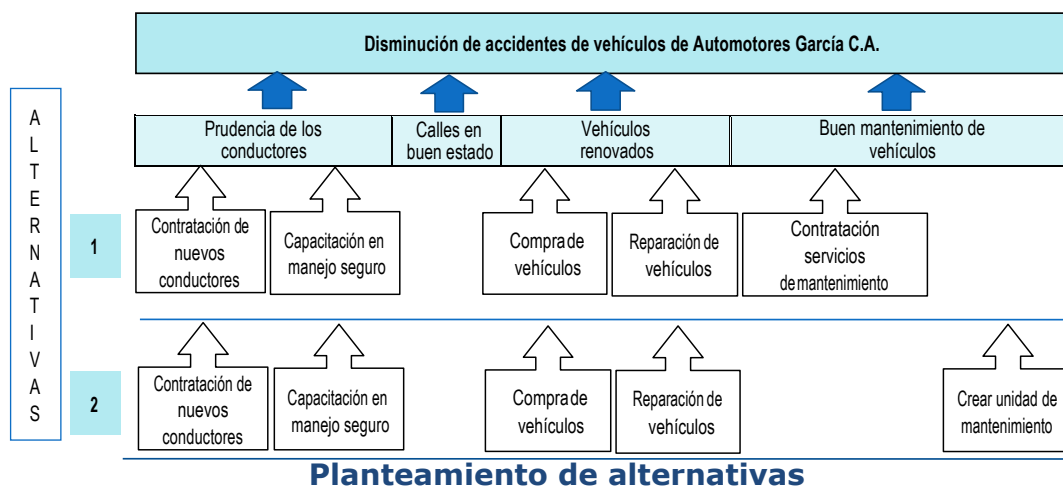 Disminución de accidentes de vehículos de Automotores García C.A.
Prudencia de los
conductores
Calles en
buen estado
Vehículos
renovados
Buen mantenimiento de
vehículos
ALTERNATIVAS
1
Contratación de
nuevos
conductores
Capacitación en
manejo seguro
Compra de
vehículos
Reparación de
vehículos
Contratación
servicios
de mantenimiento
2
Contratación de
nuevos
conductores
Capacitación en
manejo seguro
Compra de
vehículos
Reparación de
vehículos
Crear unidad de
mantenimiento
Planteamiento de alternativas